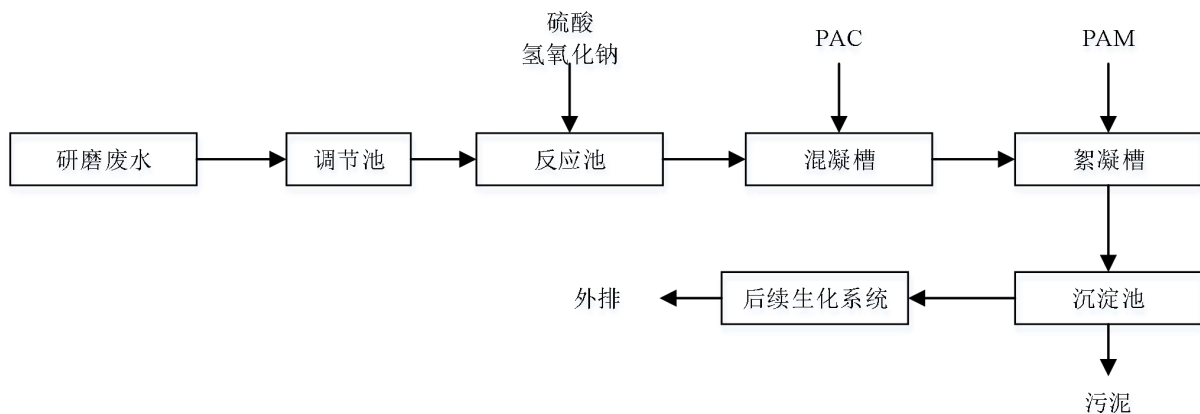 硫酸
氢氧化钠
PAC
PAM
研磨废水
调节池
反应池
混凝槽
絮凝槽
外排
后续生化系统
沉淀池
污泥